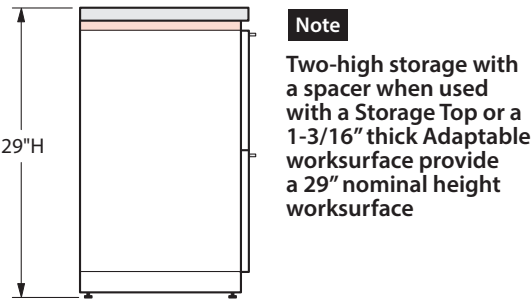 29"H
Note
Two-high storage with
a spacer when used
with a Storage Top or a
1-3/16” thick Adaptable
worksurface provide
a 29” nominal height
worksurface